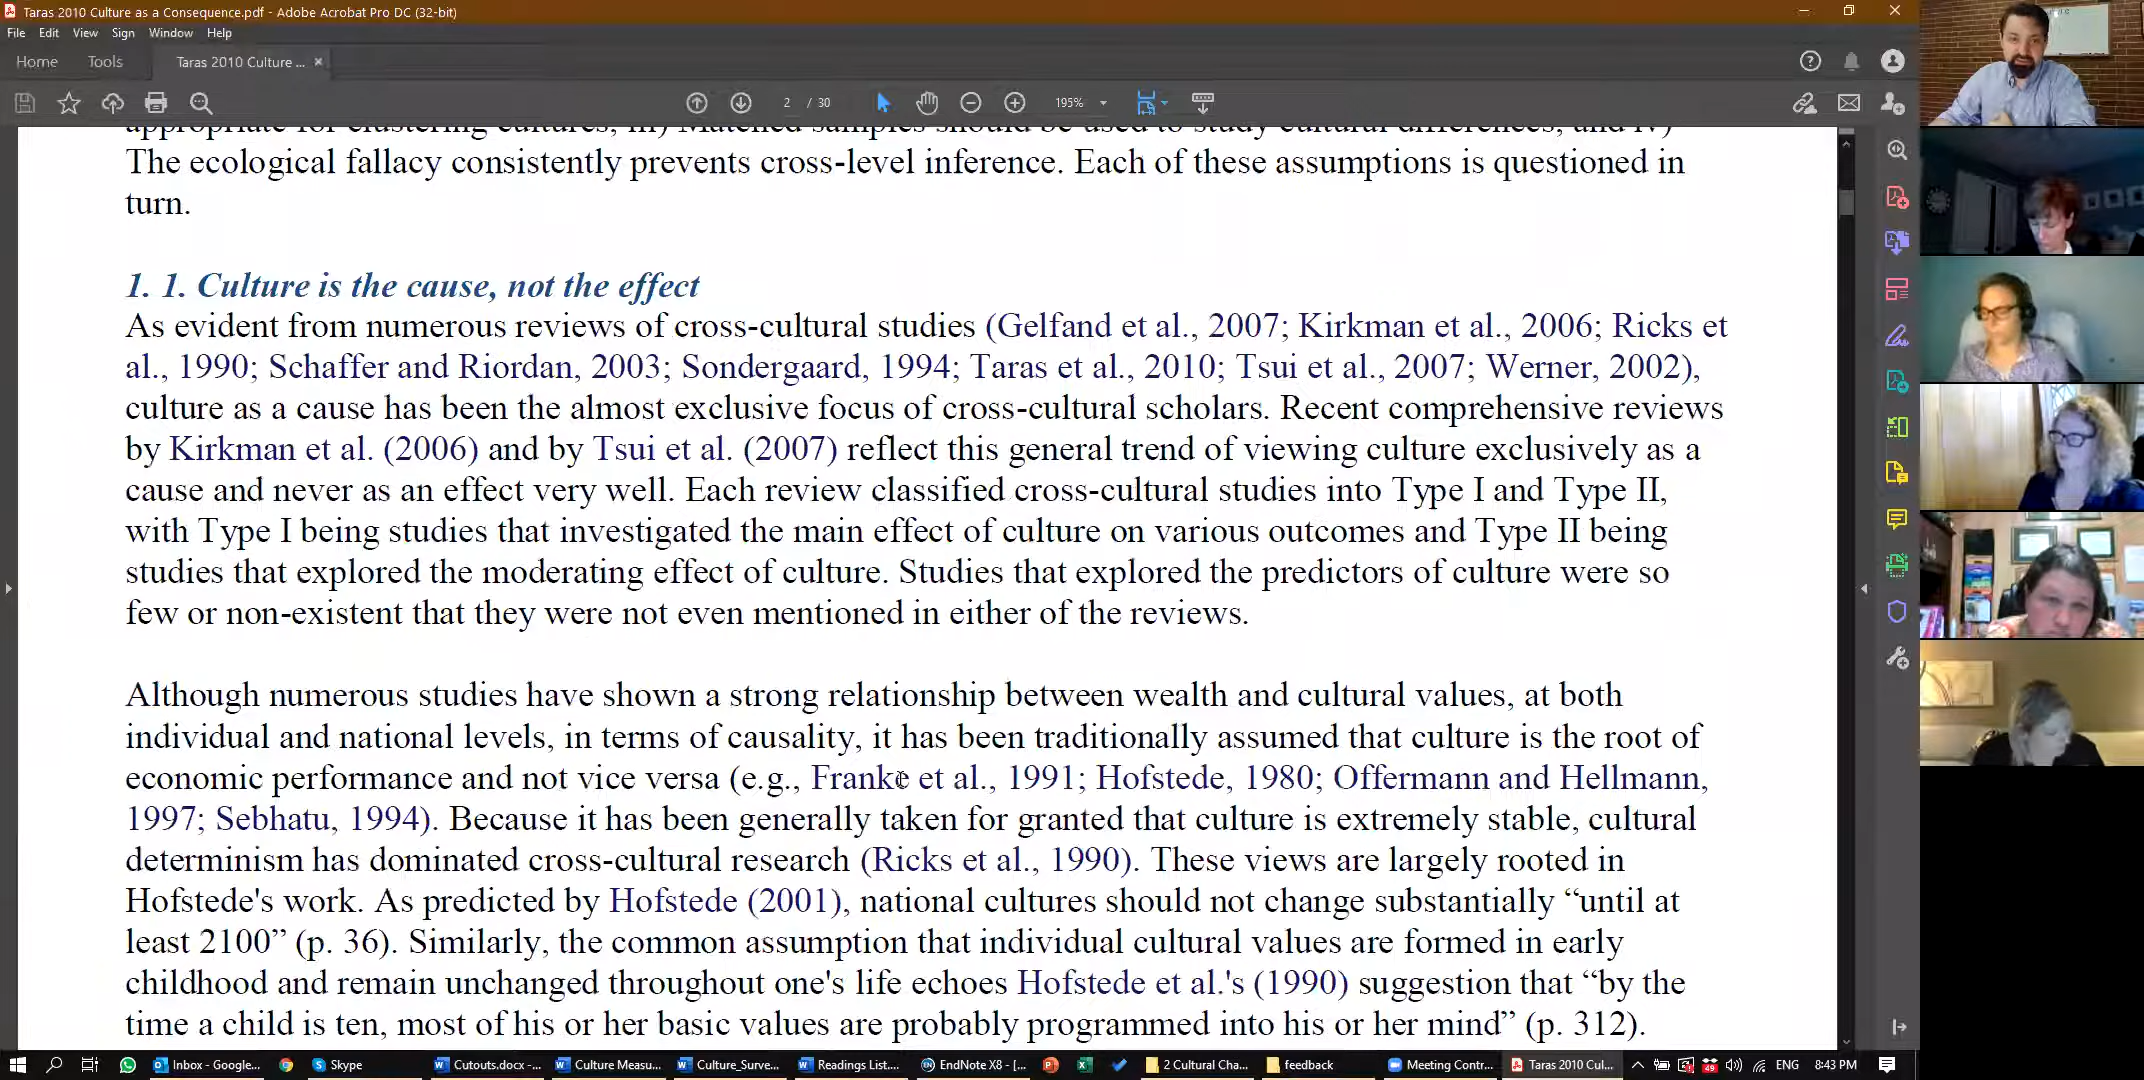 Taras 2010 Culture as a Consequence.pdf - Adobe Acrobat Pro DC (32-bit)
File Edit View Sign Window Help
Home Tools Taras 2010 Culture ... ×
2 / 30 195%
appropriate for clustering cultures; iii) Matched samples should be used to study cultural differences; and iv)
The ecological fallacy consistently prevents cross-level inference. Each of these assumptions is questioned in
turn.
1. 1. Culture is the cause, not the effect
As evident from numerous reviews of cross-cultural studies (Gelfand et al., 2007; Kirkman et al., 2006; Ricks et
al., 1990; Schaffer and Riordan, 2003; Sondergaard, 1994; Taras et al., 2010; Tsui et al., 2007; Werner, 2002),
culture as a cause has been the almost exclusive focus of cross-cultural scholars. Recent comprehensive reviews
by Kirkman et al. (2006) and by Tsui et al. (2007) reflect this general trend of viewing culture exclusively as a
cause and never as an effect very well. Each review classified cross-cultural studies into Type I and Type II,
with Type I being studies that investigated the main effect of culture on various outcomes and Type II being
studies that explored the moderating effect of culture. Studies that explored the predictors of culture were so
few or non-existent that they were not even mentioned in either of the reviews.
Although numerous studies have shown a strong relationship between wealth and cultural values, at both
individual and national levels, in terms of causality, it has been traditionally assumed that culture is the root of
economic performance and not vice versa (e.g., Franke et al., 1991; Hofstede, 1980; Offermann and Hellmann,
1997; Sebhatu, 1994). Because it has been generally taken for granted that culture is extremely stable, cultural
determinism has dominated cross-cultural research (Ricks et al., 1990). These views are largely rooted in
Hofstede's work. As predicted by Hofstede (2001), national cultures should not change substantially “until at
least 2100” (p. 36). Similarly, the common assumption that individual cultural values are formed in early
childhood and remain unchanged throughout one's life echoes Hofstede et al.'s (1990) suggestion that “by the
time a child is ten, most of his or her basic values are probably programmed into his or her mind” (p. 312).
Inbox - Google... Skype Cutouts.docx -... Culture Measu... Culture_Surve... Readings List.... EndNote X8 - [... 2 Cultural Cha... feedback Meeting Contr... Taras 2010 Cul... 49 ENG 8:43 PM